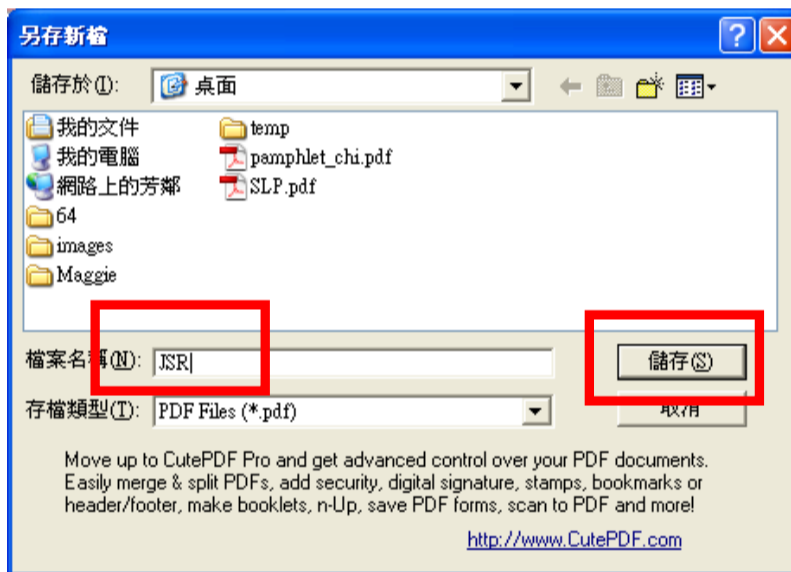 另存新檔
儲存於(I): 桌面
我的文件
我的電腦
網路上的芳鄰
64
images
Maggie
temp
pamphlet_chi.pdf
SLP.pdf
檔案名稱(N): JSR
儲存(S)
存檔類型(T): PDF Files (*.pdf)
取消
Move up to CutePDF Pro and get advanced control over your PDF documents.
Easily merge & split PDFs, add security, digital signature, stamps, bookmarks or
header/footer, make booklets, n-Up, save PDF forms, scan to PDF and more!
http://www.CutePDF.com